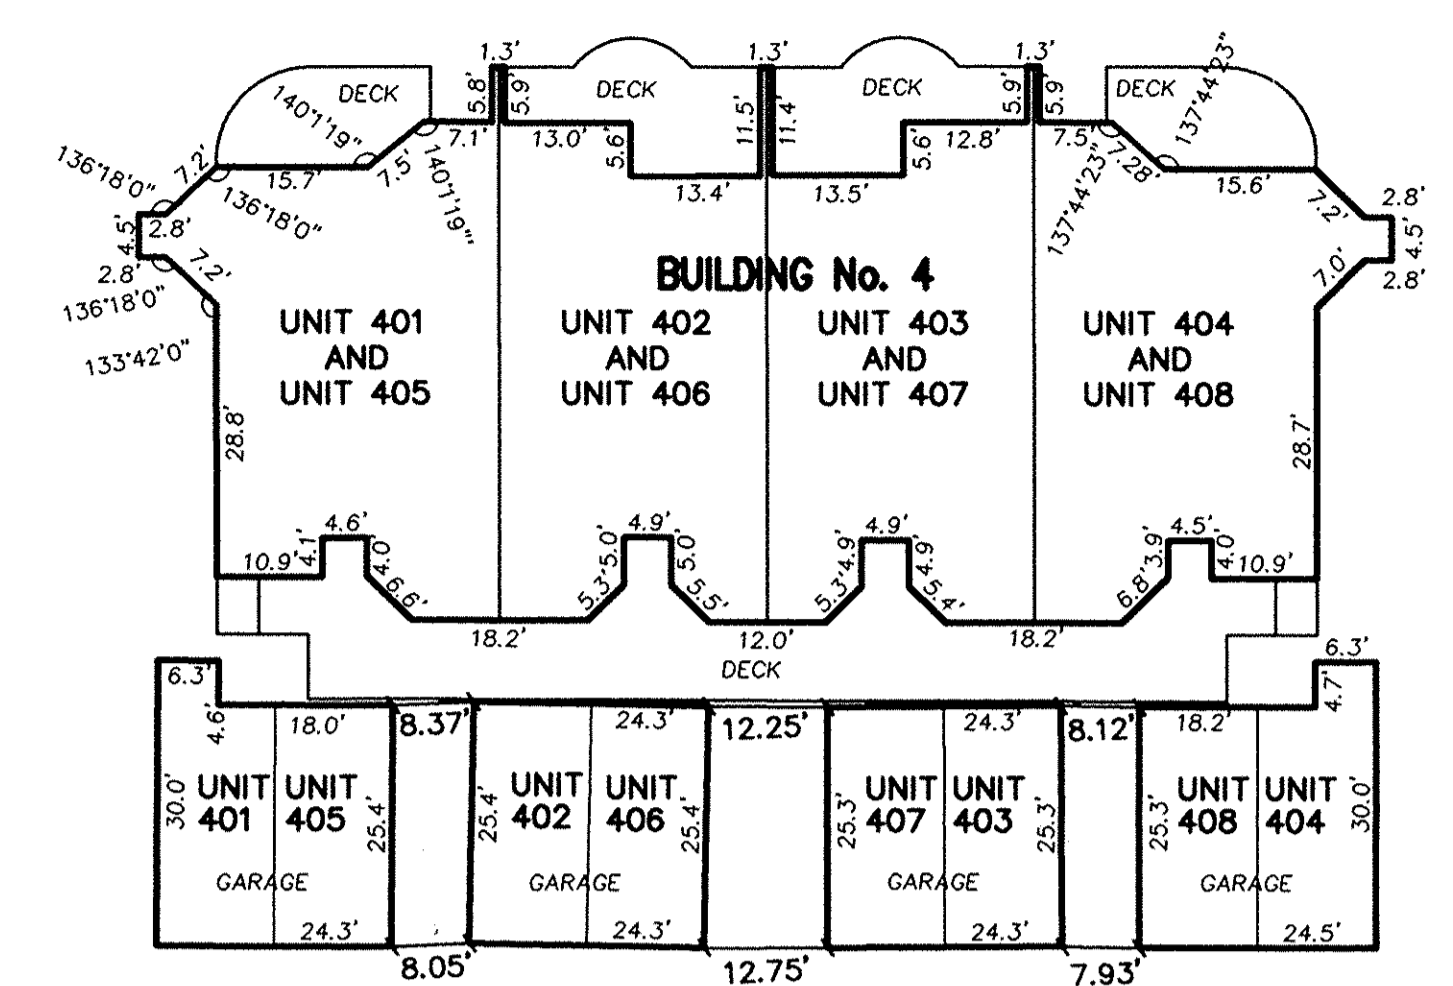 1.3' 1.3' 1.3'
DECK DECK DECK DECK
5.8' 5.9' 11.5' 11.4' 5.9' 5.9'
140°1'19" 137°44'23"
7.1' 13.0' 5.6' 5.6' 12.8' 7.5'
136°18'0" 7.2' 15.7' 7.5' 140°1'19'" 13.4' 13.5' 137°44'23" 7.28' 15.6' 7.2' 2.8'
136°18'0"
4.5' 2.8' 4.5'
2.8' 7.2' 7.0' 2.8'
BUILDING No. 4
136°18'0"
133°42'0"
UNIT 401 UNIT 402 UNIT 403 UNIT 404
AND AND AND AND
UNIT 405 UNIT 406 UNIT 407 UNIT 408
28.8' 28.7'
4.6' 4.9' 4.9' 4.5'
10.9' 4.1' 4.0' 5.0' 5.0' 4.9' 4.9' 3.9' 4.0' 10.9'
6.6' 5.3' 5.5' 5.3' 5.4' 6.8'
18.2' 12.0' 18.2'
DECK
6.3' 6.3'
4.6' 18.0' 8.37' 24.3' 12.25' 24.3' 8.12' 18.2' 4.7'
UNIT UNIT UNIT UNIT UNIT UNIT UNIT UNIT
401 405 402 406 407 403 408 404
30.0' 25.4' 25.4' 25.4' 25.3' 25.3' 25.3' 30.0'
GARAGE GARAGE GARAGE GARAGE
24.3' 24.3' 24.3' 24.5'
8.05' 12.75' 7.93'